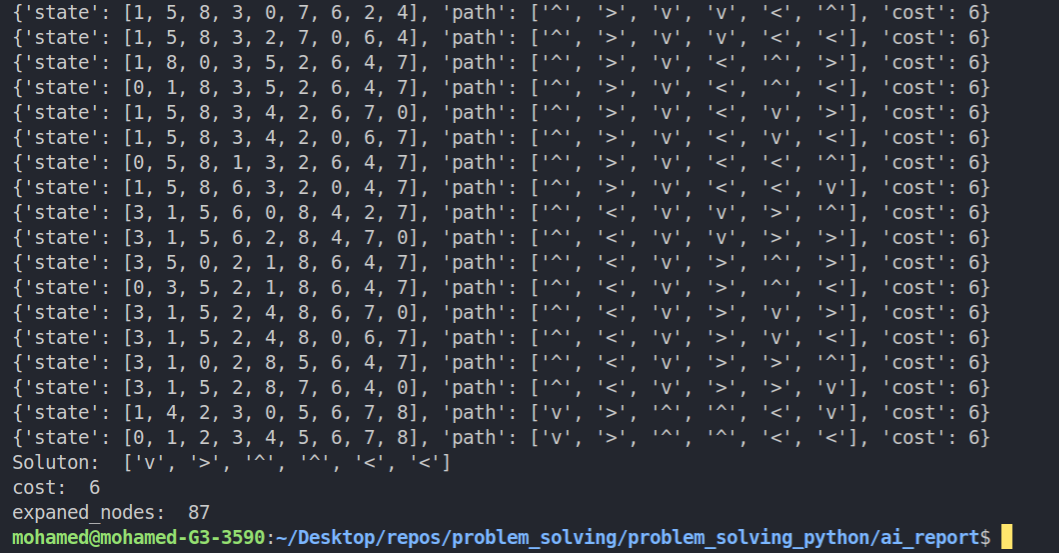 {'state': [1, 5, 8, 3, 0, 7, 6, 2, 4], 'path': ['^', '>', 'v', 'v', '<', '^'], 'cost': 6}
{'state': [1, 5, 8, 3, 2, 7, 0, 6, 4], 'path': ['^', '>', 'v', 'v', '<', '<'], 'cost': 6}
{'state': [1, 8, 0, 3, 5, 2, 6, 4, 7], 'path': ['^', '>', 'v', '<', '^', '>'], 'cost': 6}
{'state': [0, 1, 8, 3, 5, 2, 6, 4, 7], 'path': ['^', '>', 'v', '<', '^', '<'], 'cost': 6}
{'state': [1, 5, 8, 3, 4, 2, 6, 7, 0], 'path': ['^', '>', 'v', '<', 'v', '>'], 'cost': 6}
{'state': [1, 5, 8, 3, 4, 2, 0, 6, 7], 'path': ['^', '>', 'v', '<', 'v', '<'], 'cost': 6}
{'state': [0, 5, 8, 1, 3, 2, 6, 4, 7], 'path': ['^', '>', 'v', '<', '<', '^'], 'cost': 6}
{'state': [1, 5, 8, 6, 3, 2, 0, 4, 7], 'path': ['^', '>', 'v', '<', '<', 'v'], 'cost': 6}
{'state': [3, 1, 5, 6, 0, 8, 4, 2, 7], 'path': ['^', '<', 'v', 'v', '>', '^'], 'cost': 6}
{'state': [3, 1, 5, 6, 2, 8, 4, 7, 0], 'path': ['^', '<', 'v', 'v', '>', '>'], 'cost': 6}
{'state': [3, 5, 0, 2, 1, 8, 6, 4, 7], 'path': ['^', '<', 'v', '>', '^', '>'], 'cost': 6}
{'state': [0, 3, 5, 2, 1, 8, 6, 4, 7], 'path': ['^', '<', 'v', '>', '^', '<'], 'cost': 6}
{'state': [3, 1, 5, 2, 4, 8, 6, 7, 0], 'path': ['^', '<', 'v', '>', 'v', '>'], 'cost': 6}
{'state': [3, 1, 5, 2, 4, 8, 0, 6, 7], 'path': ['^', '<', 'v', '>', 'v', '<'], 'cost': 6}
{'state': [3, 1, 0, 2, 8, 5, 6, 4, 7], 'path': ['^', '<', 'v', '>', '>', '^'], 'cost': 6}
{'state': [3, 1, 5, 2, 8, 7, 6, 4, 0], 'path': ['^', '<', 'v', '>', '>', 'v'], 'cost': 6}
{'state': [1, 4, 2, 3, 0, 5, 6, 7, 8], 'path': ['v', '>', '^', '^', '<', 'v'], 'cost': 6}
{'state': [0, 1, 2, 3, 4, 5, 6, 7, 8], 'path': ['v', '>', '^', '^', '<', '<'], 'cost': 6}
Soluton:  ['v', '>', '^', '^', '<', '<']
cost:  6
expaned_nodes:  87
mohamed@mohamed-G3-3590:~/Desktop/repos/problem_solving/problem_solving_python/ai_report$